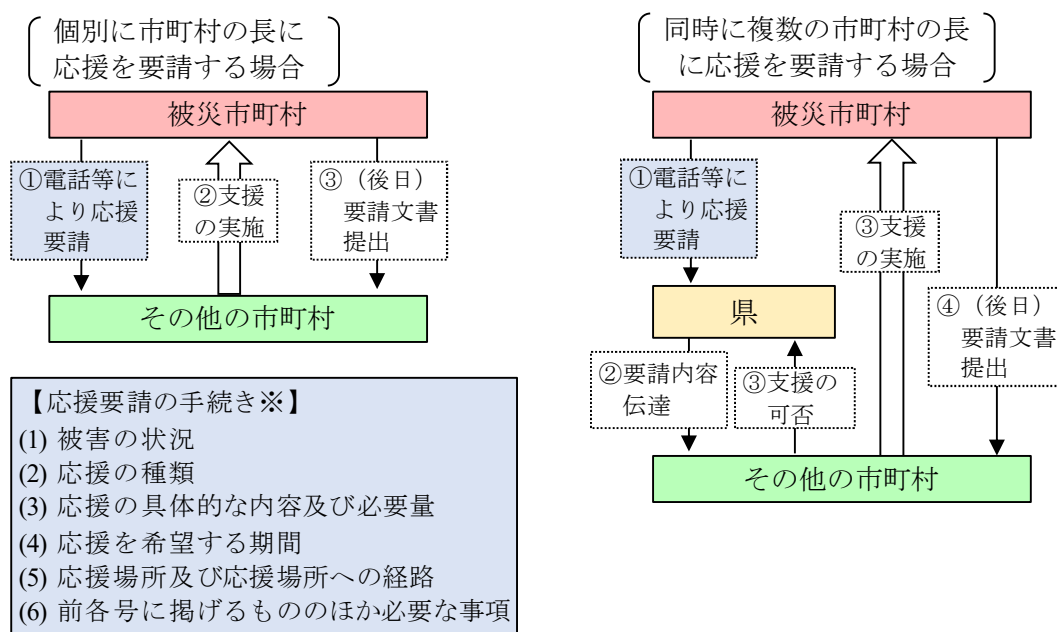 個別に市町村の長に
応援を要請する場合
被災市町村
①電話等に
より応援
要請
②支援
の実施
③（後日）
要請文書
提出
その他の市町村
【応援要請の手続き※】
(1) 被害の状況
(2) 応援の種類
(3) 応援の具体的な内容及び必要量
(4) 応援を希望する期間
(5) 応援場所及び応援場所への経路
(6) 前各号に掲げるもののほか必要な事項
同時に複数の市町村の長
に応援を要請する場合
被災市町村
①電話等に
より応援
要請
県
②要請内容
伝達
③支援の
可否
③支援
の実施
④（後日）
要請文書
提出
その他の市町村